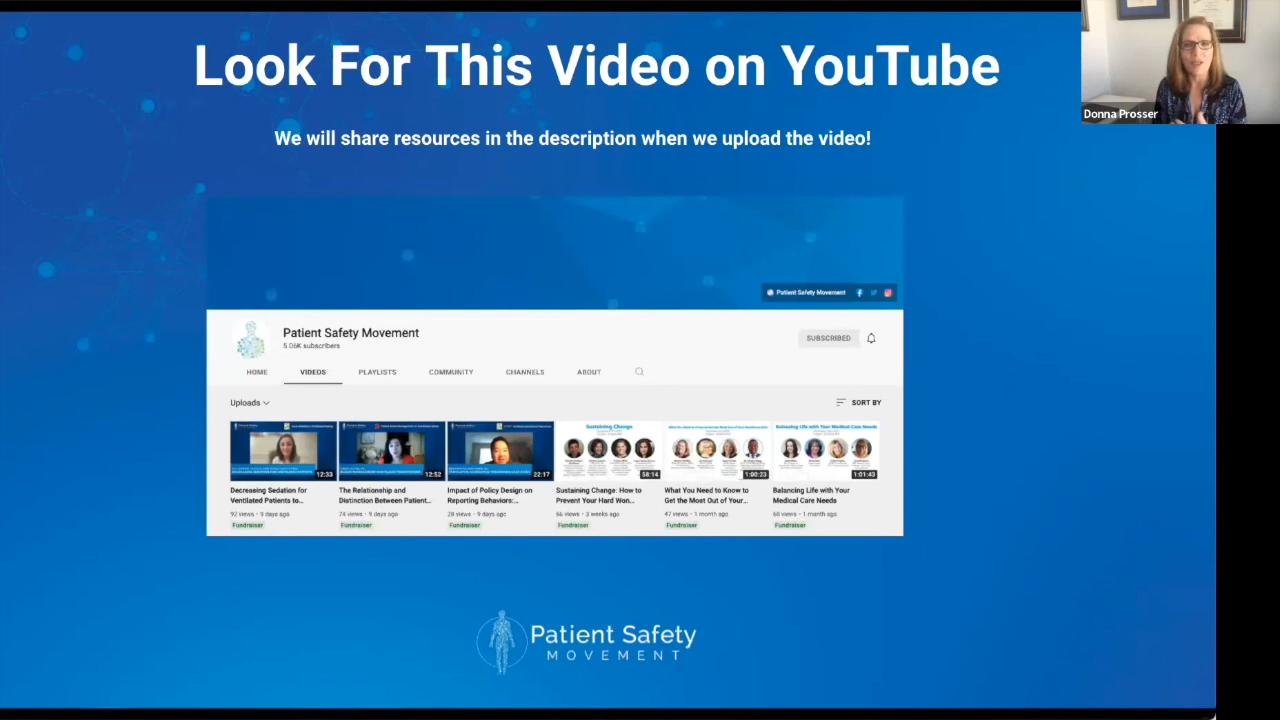 Look For This Video on YouTube
Donna Prosser
We will share resources in the description when we upload the video!
Patient Safety Movement
Patient Safety Movement
5.06K subscribers
SUBSCRIBED
HOME VIDEOS PLAYLISTS COMMUNITY CHANNELS ABOUT
Uploads
SORT BY
Sustaining Change
Balancing Life with Your Medical Care Needs
12:33
12:52
22:17
58:14
1:00:23
1:01:43
Decreasing Sedation for
Ventilated Patients to...
92 views • 9 days ago
Fundraiser
The Relationship and
Distinction Between Patient...
74 views • 9 days ago
Fundraiser
Impact of Policy Design on
Reporting Behaviors:...
28 views • 9 days ago
Fundraiser
Sustaining Change: How to
Prevent Your Hard Won...
66 views • 3 weeks ago
Fundraiser
What You Need to Know to
Get the Most Out of Your...
47 views • 1 month ago
Fundraiser
Balancing Life with Your
Medical Care Needs
68 views • 1 month ago
Fundraiser
Patient Safety
MOVEMENT